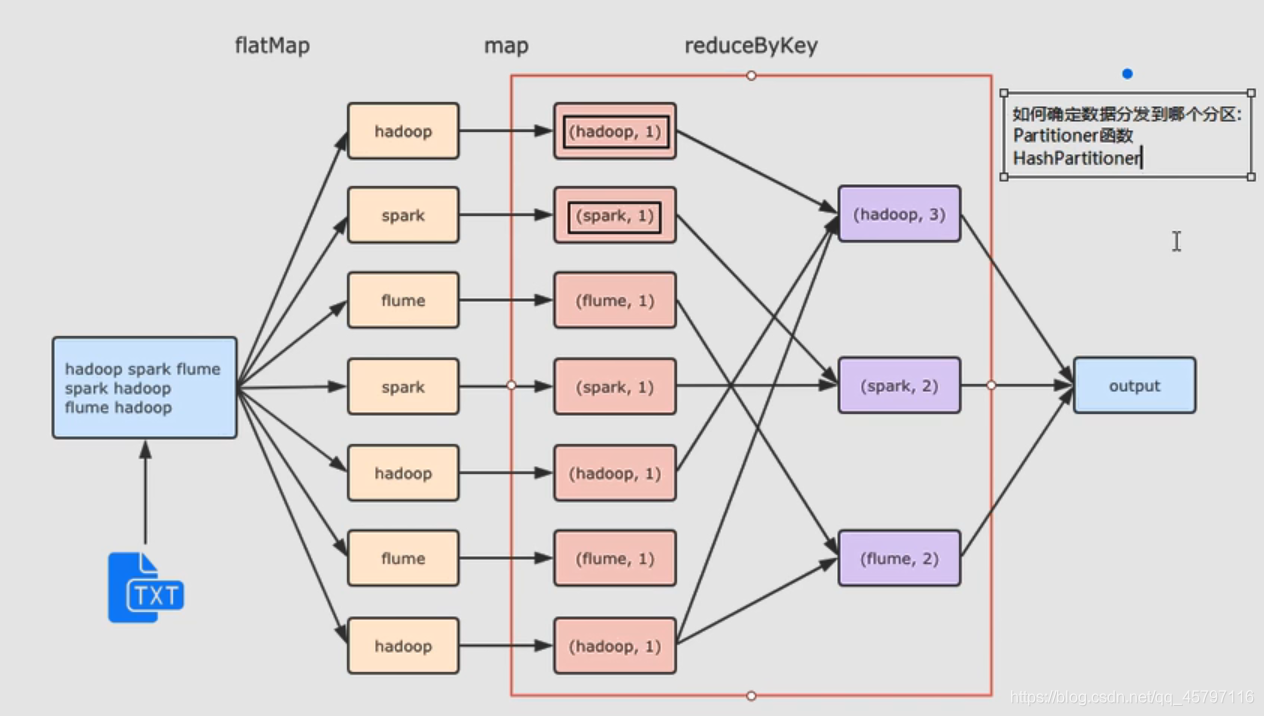 flatMap
map
reduceByKey
如何确定数据分发到哪个分区:
Partitioner函数
HashPartitioner
hadoop
(hadoop, 1)
spark
(spark, 1)
(hadoop, 3)
flume
(flume, 1)
hadoop spark flume
spark hadoop
flume hadoop
spark
(spark, 1)
(spark, 2)
output
hadoop
(hadoop, 1)
flume
(flume, 1)
(flume, 2)
TXT
hadoop
(hadoop, 1)
https://blog.csdn.net/qq_45797116